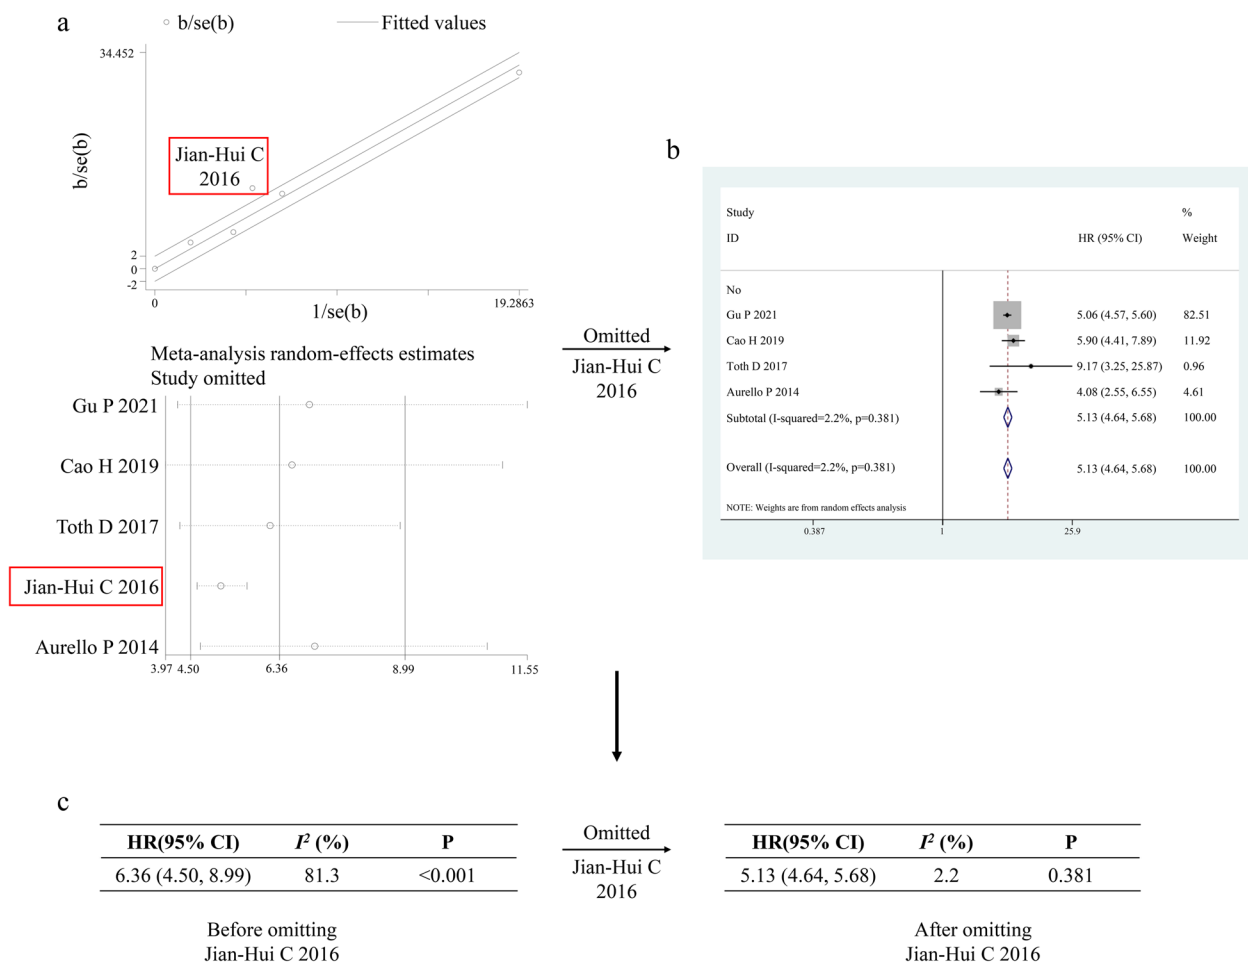 a
b/se(b)
Fitted values
34.452
b/se(b)
Jian-Hui C
2016
2
0
-2
0
19.2863
1/se(b)
Meta-analysis random-effects estimates
Study omitted
Gu P 2021
Cao H 2019
Toth D 2017
Jian-Hui C 2016
Aurello P 2014
3.97 4.50 6.36 8.99 11.55
Omitted
Jian-Hui C
2016
b
Study %
ID HR (95% CI) Weight
No
Gu P 2021 5.06 (4.57, 5.60) 82.51
Cao H 2019 5.90 (4.41, 7.89) 11.92
Toth D 2017 9.17 (3.25, 25.87) 0.96
Aurello P 2014 4.08 (2.55, 6.55) 4.61
Subtotal (I-squared=2.2%, p=0.381) 5.13 (4.64, 5.68) 100.00
Overall (I-squared=2.2%, p=0.381) 5.13 (4.64, 5.68) 100.00
NOTE: Weights are from random effects analysis
0.387 1 25.9
c
HR(95% CI) I² (%) P
6.36 (4.50, 8.99) 81.3 <0.001
Before omitting
Jian-Hui C 2016
Omitted
Jian-Hui C
2016
HR(95% CI) I² (%) P
5.13 (4.64, 5.68) 2.2 0.381
After omitting
Jian-Hui C 2016